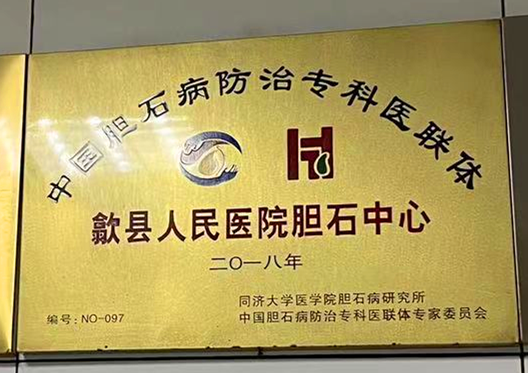 中国胆石病防治专科医联体
歙县人民医院胆石中心
二〇一八年
同济大学医学院胆石病研究所
编号:NO-097
中国胆石病防治专科医联体专家委员会